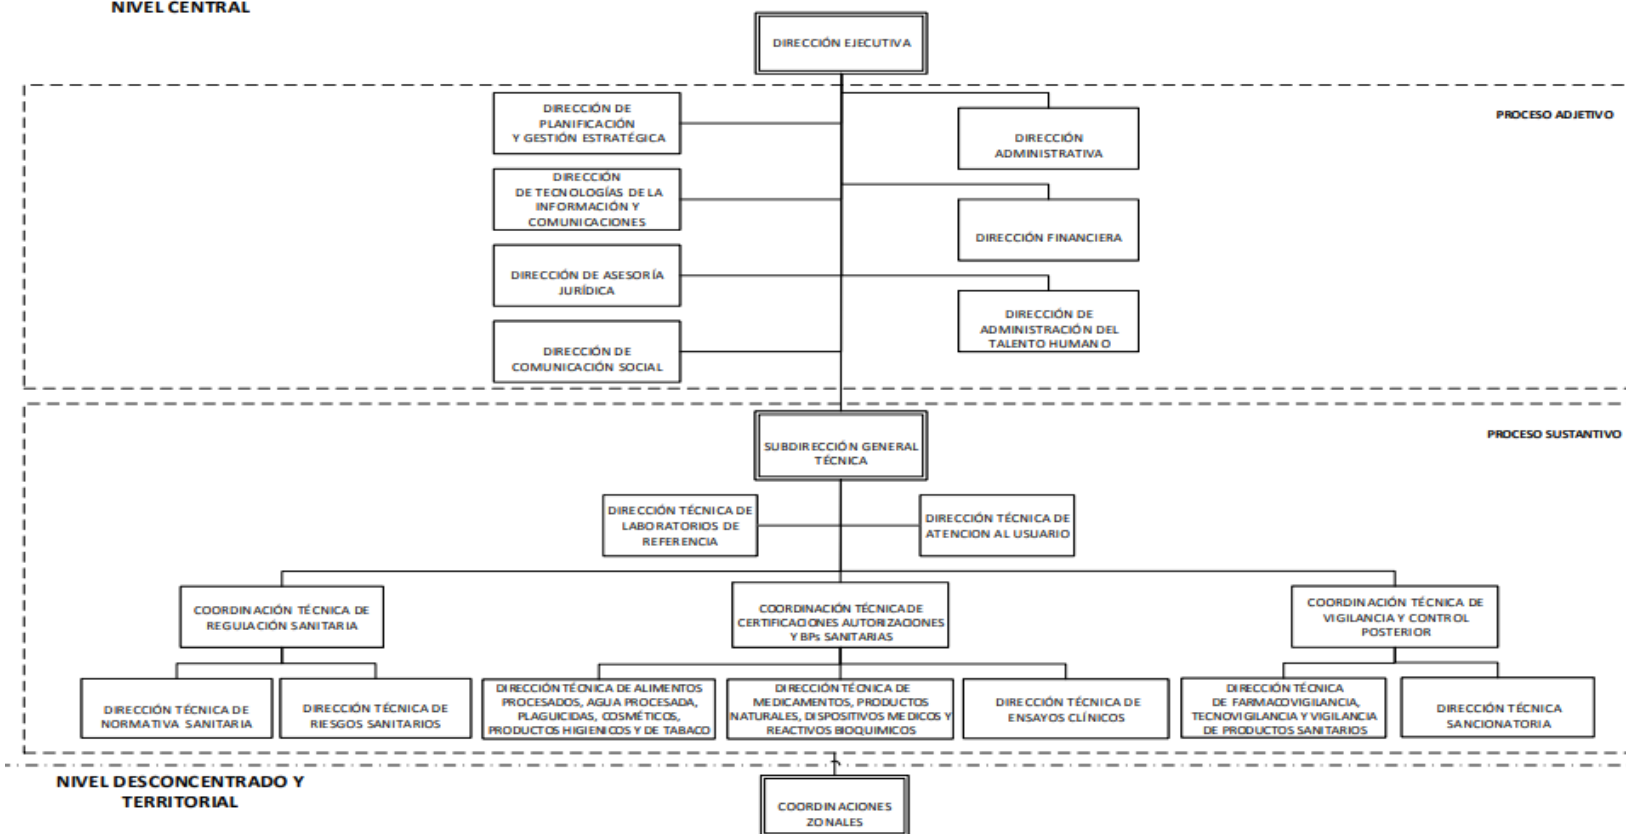 NIVEL CENTRAL
DIRECCIÓN EJECUTIVA
PROCESO ADJETIVO
DIRECCIÓN DE
PLANIFICACIÓN
Y GESTIÓN ESTRATÉGICA
DIRECCIÓN
ADMINISTRATIVA
DIRECCIÓN
DE TECNOLOGÍAS DE LA
INFORMACIÓN Y
COMUNICACIONES
DIRECCIÓN FINANCIERA
DIRECCIÓN DE ASESORÍA
JURÍDICA
DIRECCIÓN DE
ADMINISTRACIÓN DEL
TALENTO HUMANO
DIRECCIÓN DE
COMUNICACIÓN SOCIAL
PROCESO SUSTANTIVO
SUBDIRECCIÓN GENERAL
TÉCNICA
DIRECCIÓN TÉCNICA DE
LABORATORIOS DE
REFERENCIA
DIRECCIÓN TÉCNICA DE
ATENCION AL USUARIO
COORDINACIÓN TÉCNICA DE
REGULACIÓN SANITARIA
COORDINACIÓN TÉCNICA DE
CERTIFICACIONES AUTORIZACIONES
Y BPs SANITARIAS
COORDINACIÓN TÉCNICA DE
VIGILANCIA Y CONTROL
POSTERIOR
DIRECCIÓN TÉCNICA DE
NORMATIVA SANITARIA
DIRECCIÓN TÉCNICA DE
RIESGOS SANITARIOS
DIRECCIÓN TÉCNICA DE ALIMENTOS
PROCESADOS, AGUA PROCESADA,
PLAGUICIDAS, COSMÉTICOS,
PRODUCTOS HIGIENICOS Y DE TABACO
DIRECCIÓN TÉCNICA DE
MEDICAMENTOS, PRODUCTOS
NATURALES, DISPOSITIVOS MEDICOS Y
REACTIVOS BIOQUIMICOS
DIRECCIÓN TÉCNICA DE
ENSAYOS CLÍNICOS
DIRECCIÓN TÉCNICA
DE FARMACOVIGILANCIA,
TECNOVIGILANCIA Y VIGILANCIA
DE PRODUCTOS SANITARIOS
DIRECCIÓN TÉCNICA
SANCIONATORIA
NIVEL DESCONCENTRADO Y
TERRITORIAL
COORDINACIONES
ZONALES